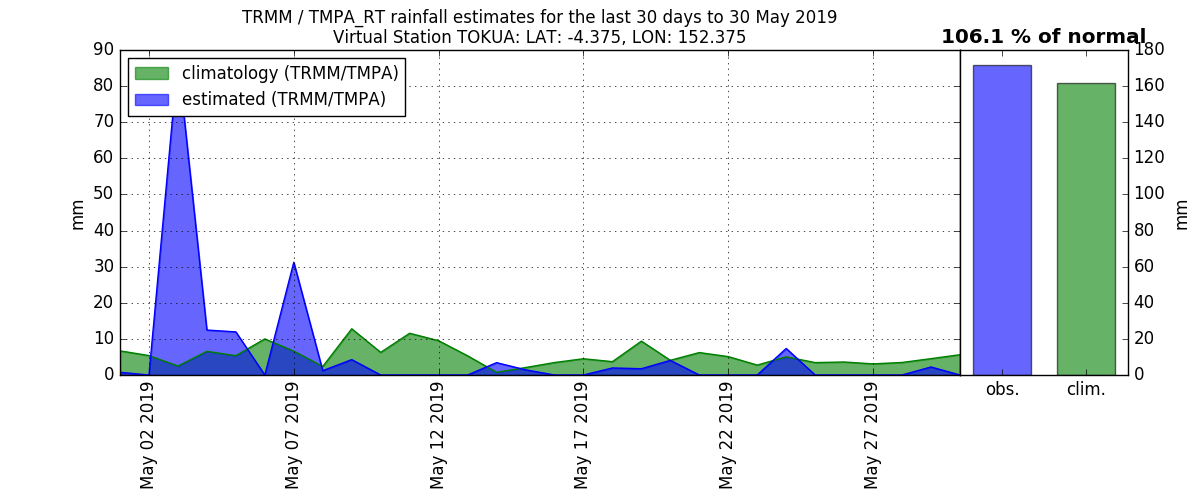 TRMM / TMPA_RT rainfall estimates for the last 30 days to 30 May 2019
Virtual Station TOKUA: LAT: -4.375, LON: 152.375
106.1 % of normal
climatology (TRMM/TMPA)
estimated (TRMM/TMPA)
90
80
70
60
50
40
30
20
10
0
mm
May 02 2019
May 07 2019
May 12 2019
May 17 2019
May 22 2019
May 27 2019
180
160
140
120
100
80
60
40
20
0
mm
obs.
clim.